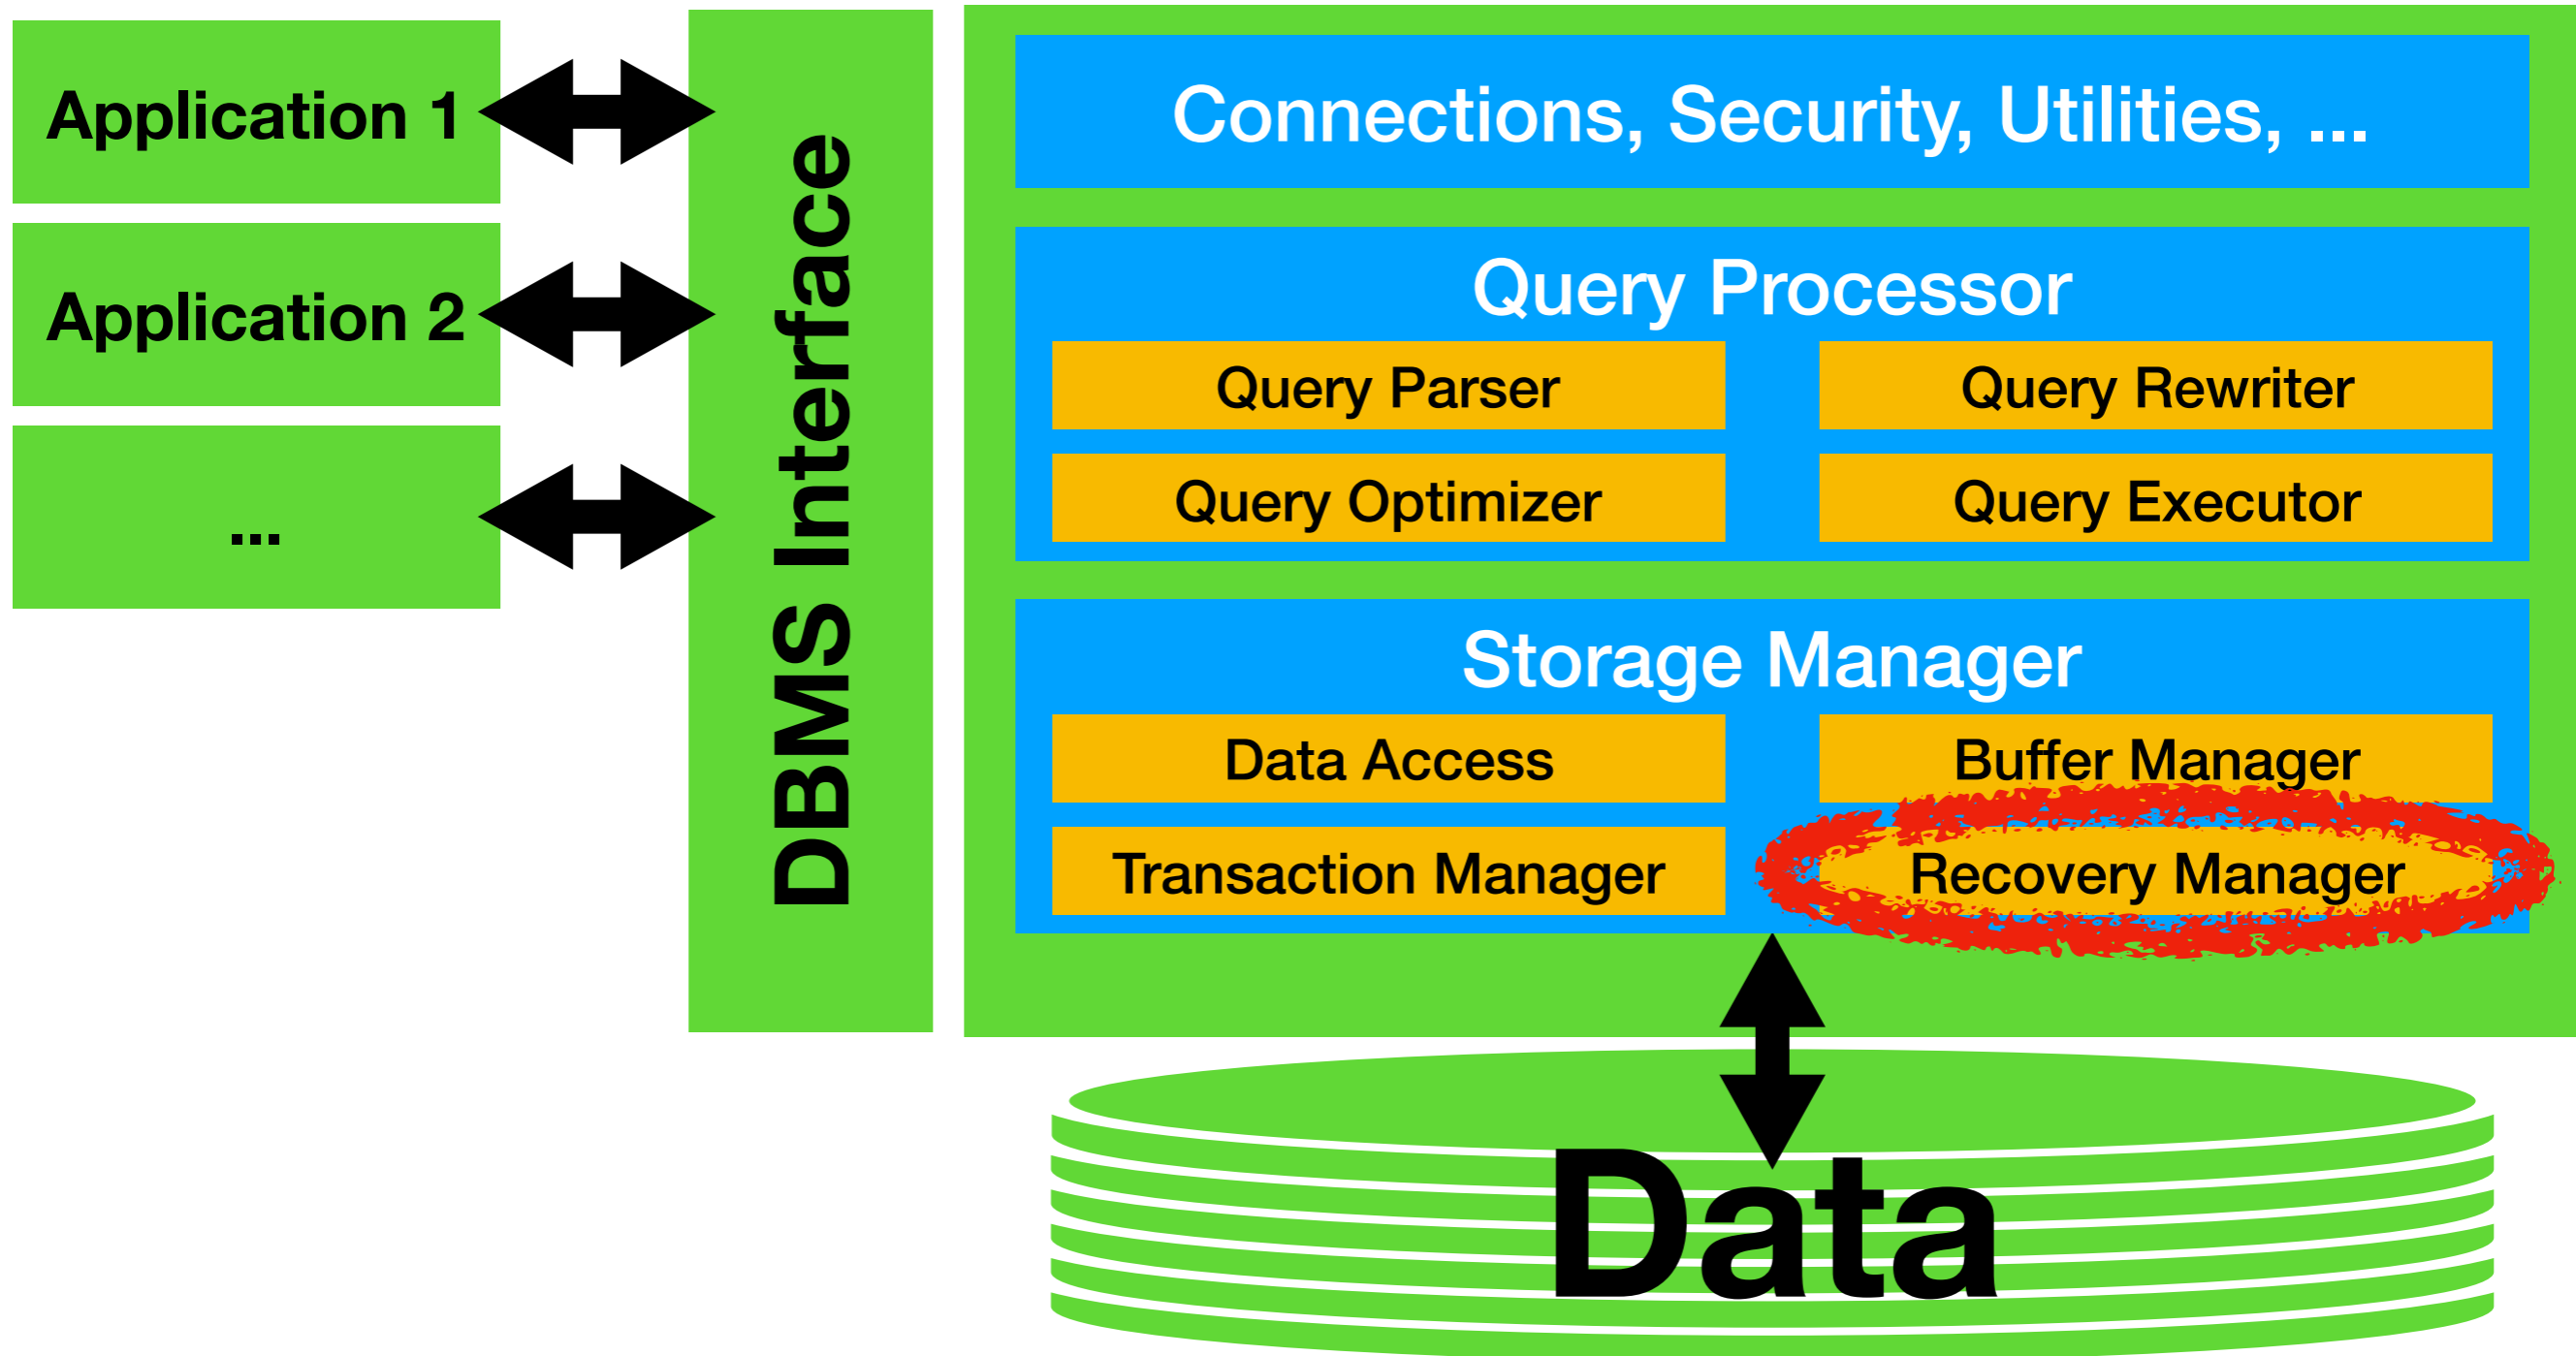 Application 1
Application 2
...
DBMS Interface
Connections, Security, Utilities, ...
Query Processor
Query Parser
Query Rewriter
Query Optimizer
Query Executor
Storage Manager
Data Access
Buffer Manager
Transaction Manager
Recovery Manager
Data